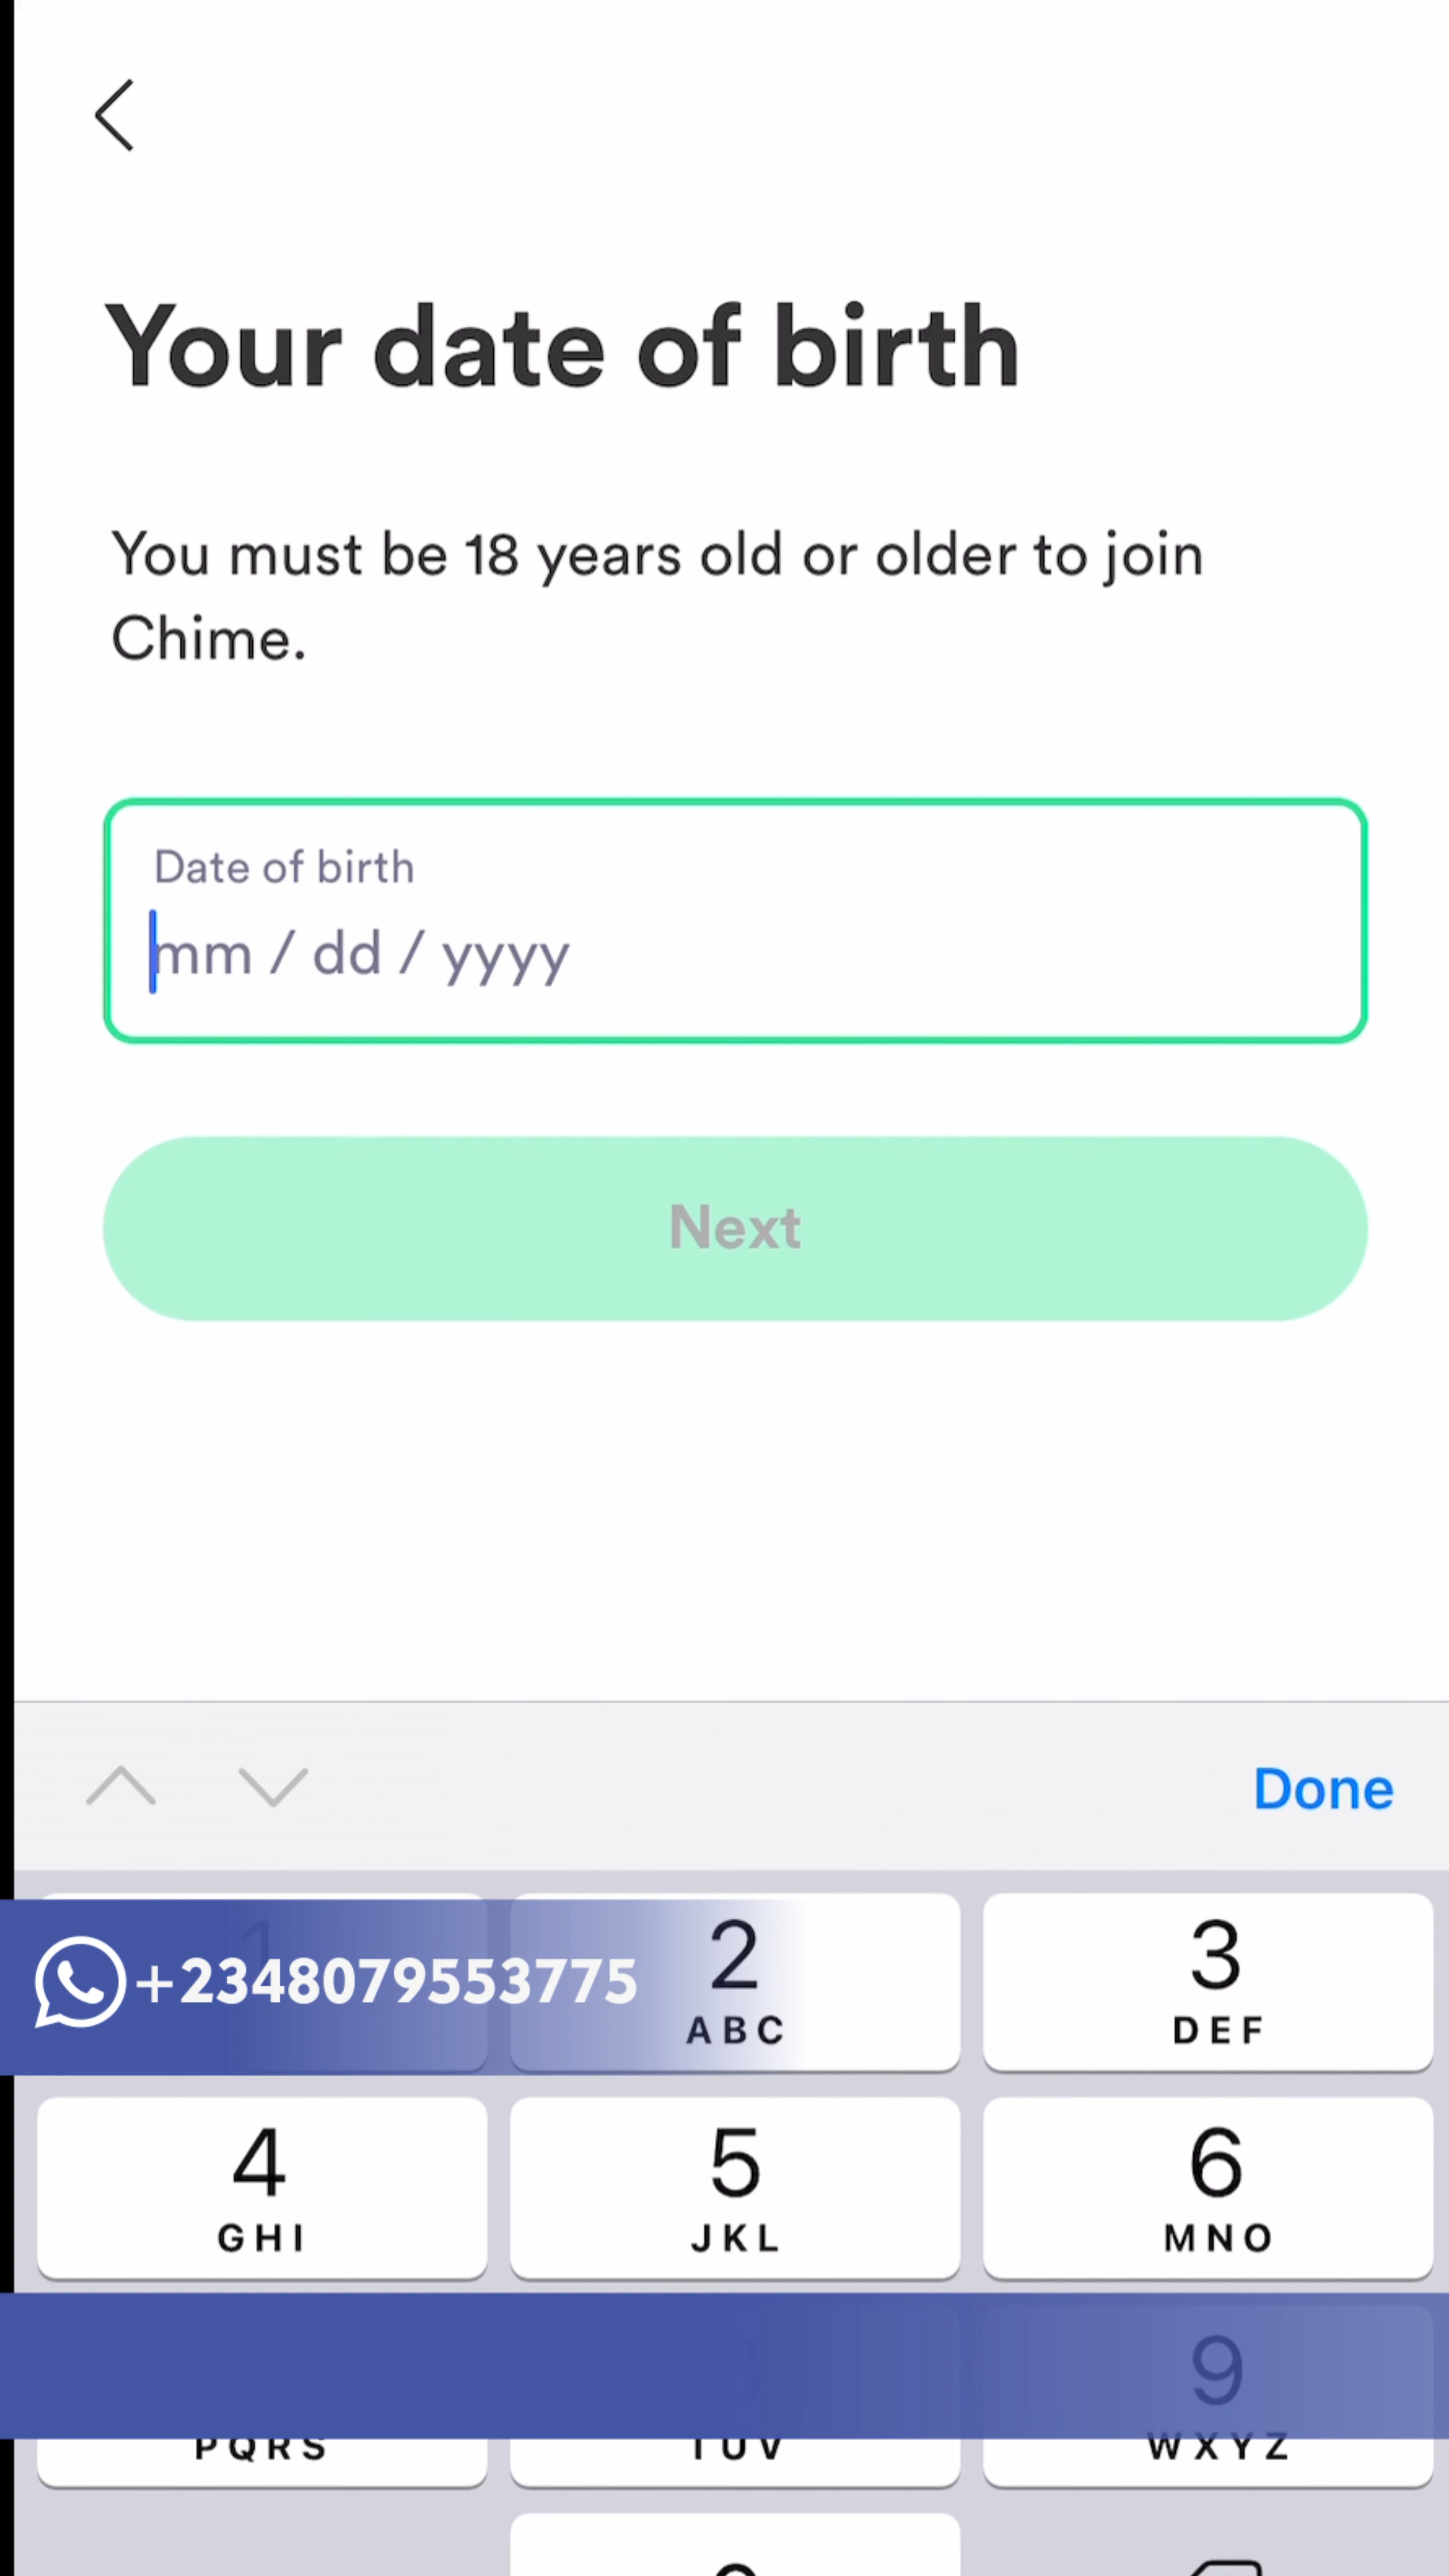 Your date of birth
You must be 18 years old or older to join
Chime.
Date of birth
mm / dd / yyyy
Next
Done
1
2
3
+2348079553775
ABC
DEF
4
5
6
GHI
JKL
MNO
9
PQRS
TUV
WXYZ